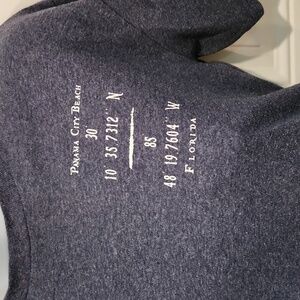 PANAMA CITY BEACH
30
10 35.7312" N
85
48 19.7604" W
FLORIDA